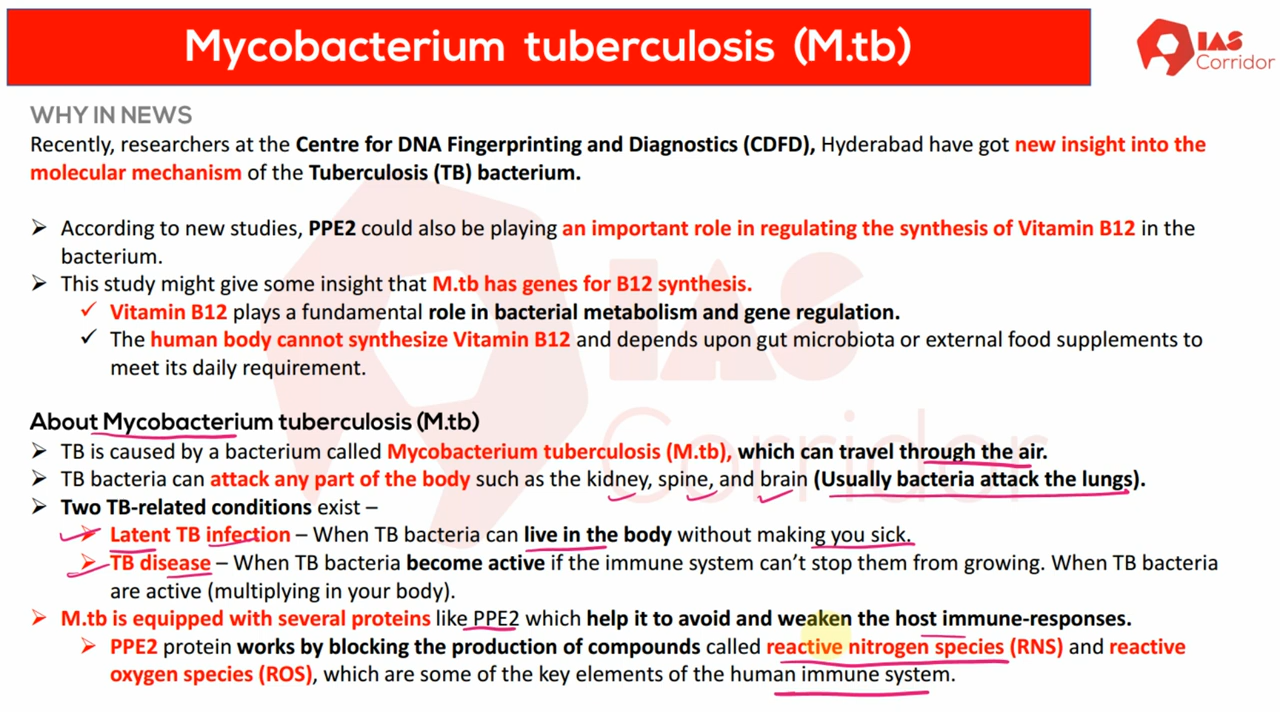 Mycobacterium tuberculosis (M.tb)
IAS
Corridor
WHY IN NEWS
Recently, researchers at the Centre for DNA Fingerprinting and Diagnostics (CDFD), Hyderabad have got new insight into the
molecular mechanism of the Tuberculosis (TB) bacterium.
➢ According to new studies, PPE2 could also be playing an important role in regulating the synthesis of Vitamin B12 in the
bacterium.
➢ This study might give some insight that M.tb has genes for B12 synthesis.
✓ Vitamin B12 plays a fundamental role in bacterial metabolism and gene regulation.
✓ The human body cannot synthesize Vitamin B12 and depends upon gut microbiota or external food supplements to
meet its daily requirement.
About Mycobacterium tuberculosis (M.tb)
➢ TB is caused by a bacterium called Mycobacterium tuberculosis (M.tb), which can travel through the air.
➢ TB bacteria can attack any part of the body such as the kidney, spine, and brain (Usually bacteria attack the lungs).
➢ Two TB-related conditions exist –
➢ Latent TB infection – When TB bacteria can live in the body without making you sick.
➢ TB disease – When TB bacteria become active if the immune system can't stop them from growing. When TB bacteria
are active (multiplying in your body).
➢ M.tb is equipped with several proteins like PPE2 which help it to avoid and weaken the host immune-responses.
➢ PPE2 protein works by blocking the production of compounds called reactive nitrogen species (RNS) and reactive
oxygen species (ROS), which are some of the key elements of the human immune system.
IAS
Corridor